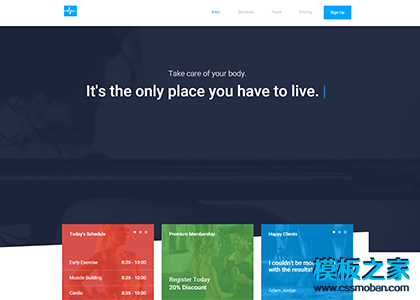 Intro
Services
Team
Pricing
Sign Up
Take care of your body.
It's the only place you have to live. |
Today's Schedule
Early Exercise 8:30 - 10:00
Muscle Building 8:30 - 10:00
Cardio 8:30 - 10:00
Premium Membership
Register Today
20% Discount
Happy Clients
I couldn't be mo
with the results!
Adam Jordan
模板之家
www.cssmoban.com